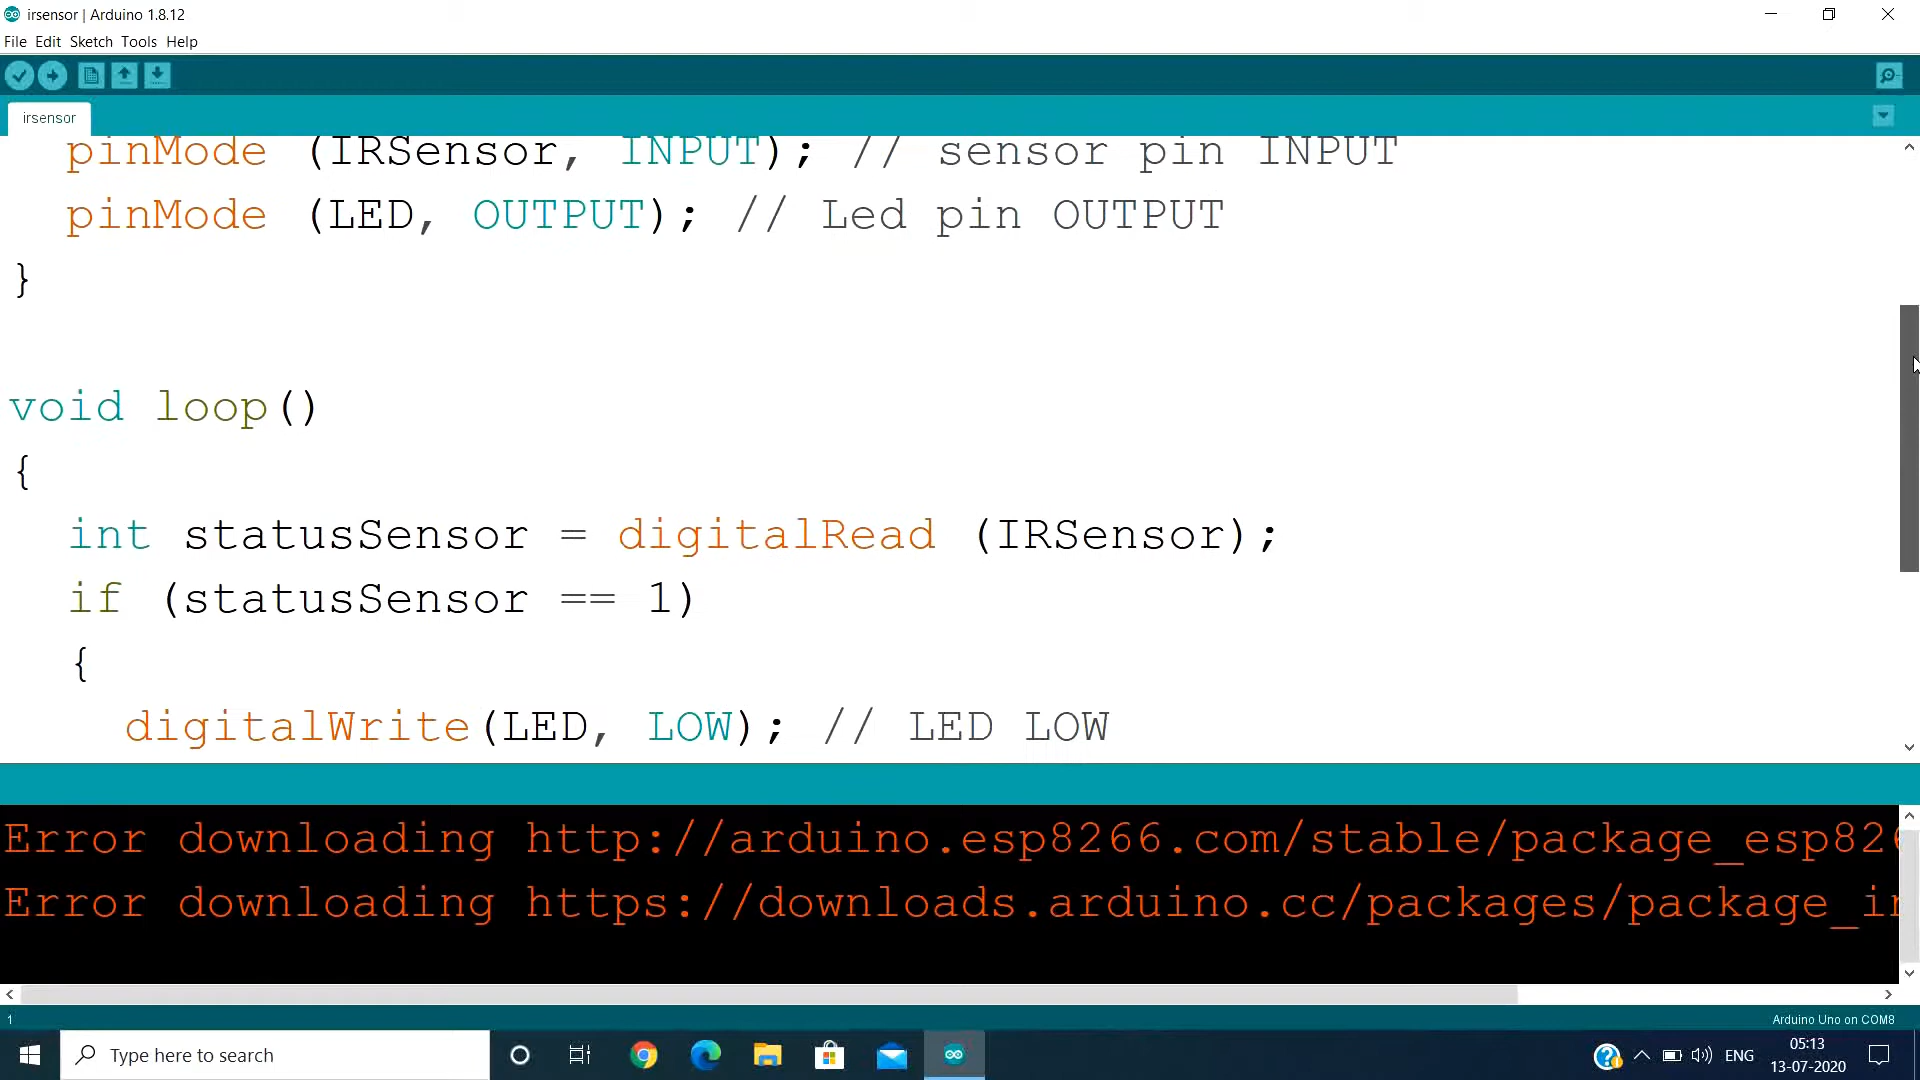 irsensor | Arduino 1.8.12
File Edit Sketch Tools Help
irsensor
pinMode (IRSensor, INPUT); // sensor pin INPUT
pinMode (LED, OUTPUT); // Led pin OUTPUT
}
void loop()
{
int statusSensor = digitalRead (IRSensor);
if (statusSensor == 1)
{
digitalWrite(LED, LOW); // LED LOW
Error downloading http://arduino.esp8266.com/stable/package_esp826
Error downloading https://downloads.arduino.cc/packages/package_in
1
Arduino Uno on COM8
Type here to search
ENG
05:13
13-07-2020